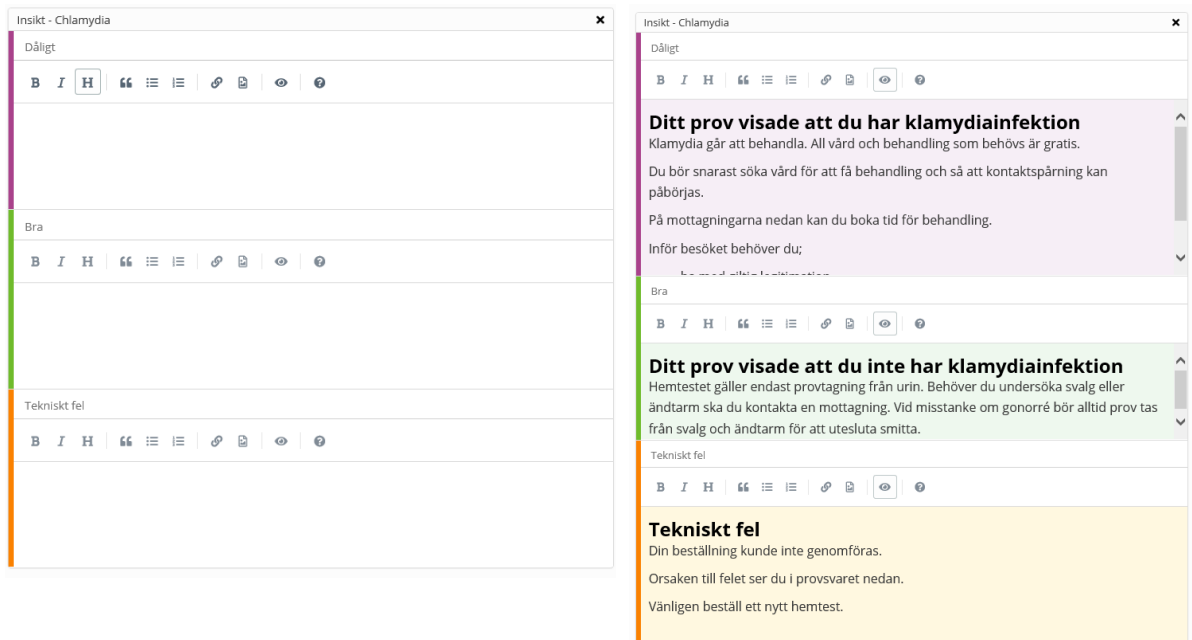 Insikt - Chlamydia
Dåligt
B I H
Bra
B I H
Tekniskt fel
B I H
Insikt - Chlamydia
Dåligt
B I H
Ditt prov visade att du har klamydiainfektion
Klamydia går att behandla. All vård och behandling som behövs är gratis.
Du bör snarast söka vård för att få behandling och så att kontaktspårning kan
påbörjas.
På mottagningarna nedan kan du boka tid för behandling.
Inför besöket behöver du;
Bra
B I H
Ditt prov visade att du inte har klamydiainfektion
Hemtestet gäller endast provtagning från urin. Behöver du undersöka svalg eller
ändtarm ska du kontakta en mottagning. Vid misstanke om gonorré bör alltid prov tas
från svalg och ändtarm för att utesluta smitta.
Tekniskt fel
B I H
Tekniskt fel
Din beställning kunde inte genomföras.
Orsaken till felet ser du i provsvaret nedan.
Vänligen beställ ett nytt hemtest.